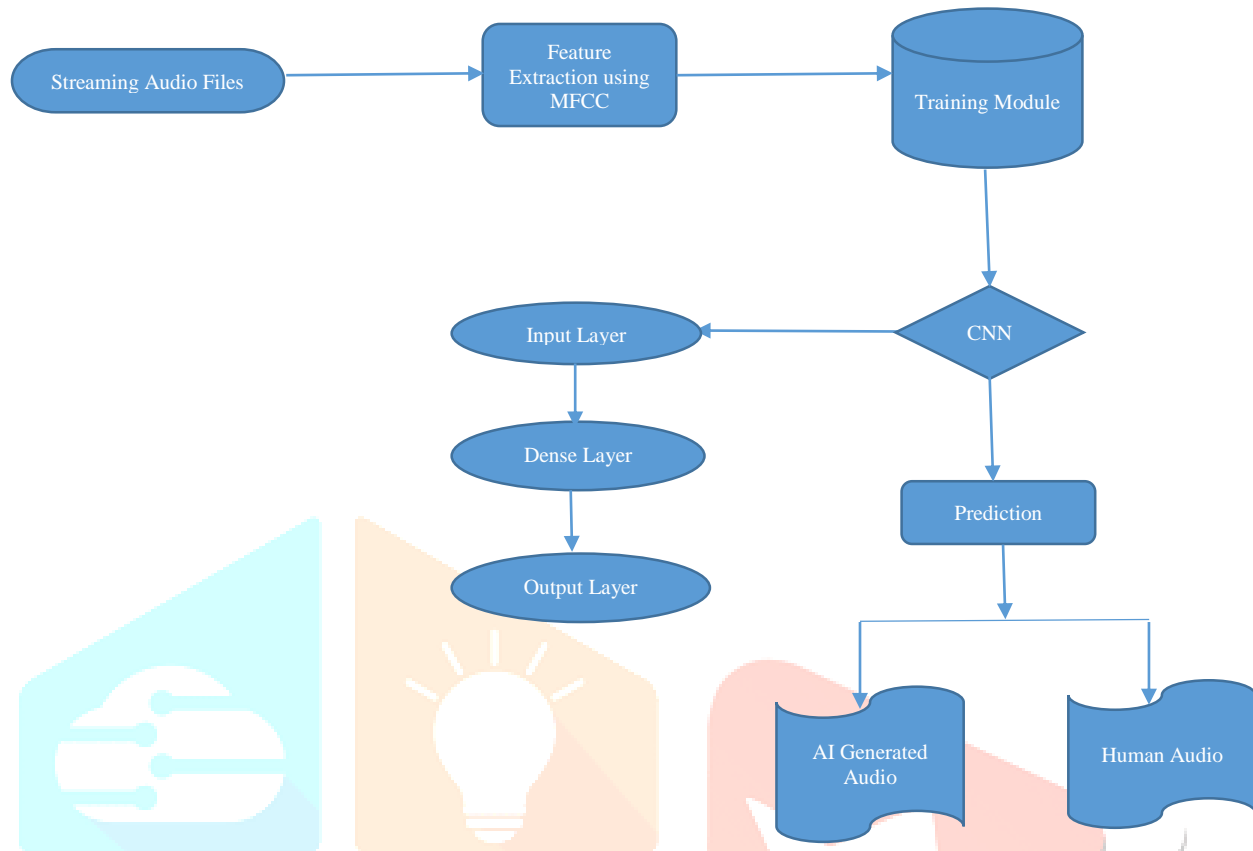 Streaming Audio Files
Feature
Extraction using
MFCC
Training Module
CNN
Input Layer
Dense Layer
Output Layer
Prediction
AI Generated
Audio
Human Audio